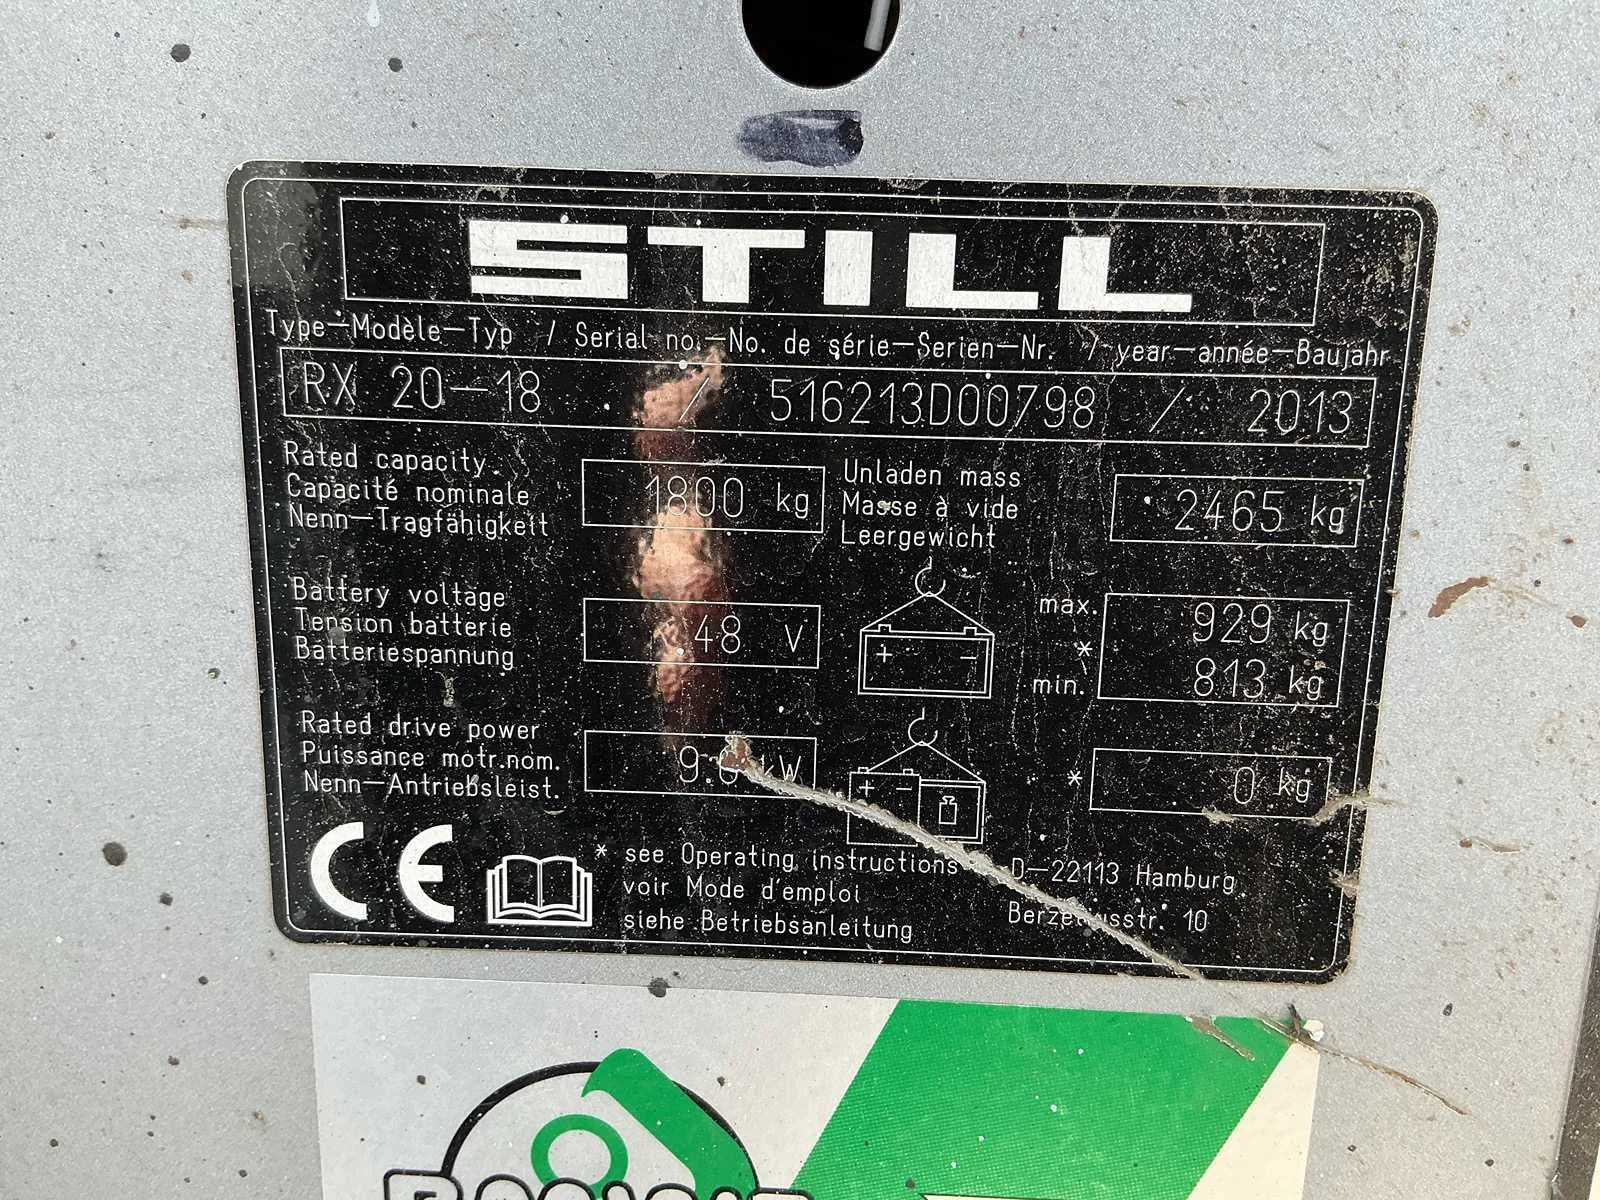 STILL
Type–Modèle–Typ / Serial no.–No. de série–Serien–Nr. / year–année–Baujahr
RX 20–18 / 516213D00798 / 2013
Rated capacity
Capacité nominale
Nenn–Tragfähigkeit
1800 kg
Unladen mass
Masse à vide
Leergewicht
2465 kg
Battery voltage
Tension batterie
Batteriespannung
48 V
+ –
max. 929 kg
*
min. 813 kg
Rated drive power
Puissance motr.nom.
Nenn–Antriebsleist.
+ –
* 0 kg
CE
* see Operating instructions
voir Mode d'emploi
siehe Betriebsanleitung
D–22113 Hamburg
10